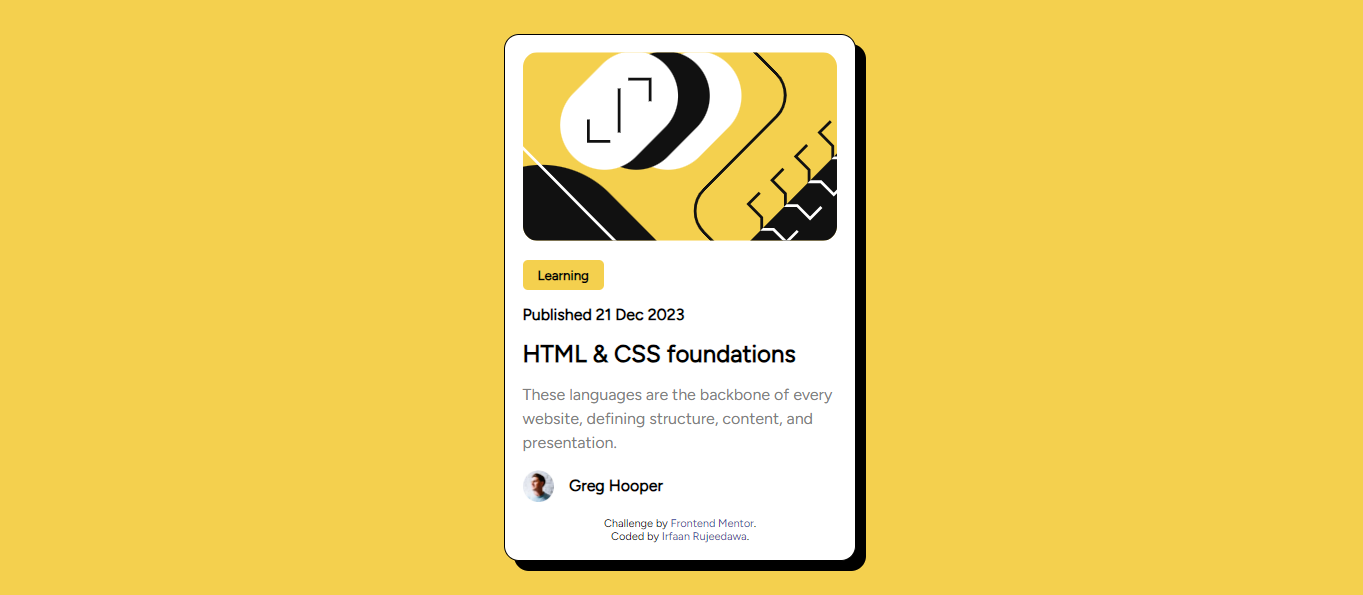 Learning
Published 21 Dec 2023
HTML & CSS foundations
These languages are the backbone of every
website, defining structure, content, and
presentation.
Greg Hooper
Challenge by Frontend Mentor.
Coded by Irfaan Rujeedawa.